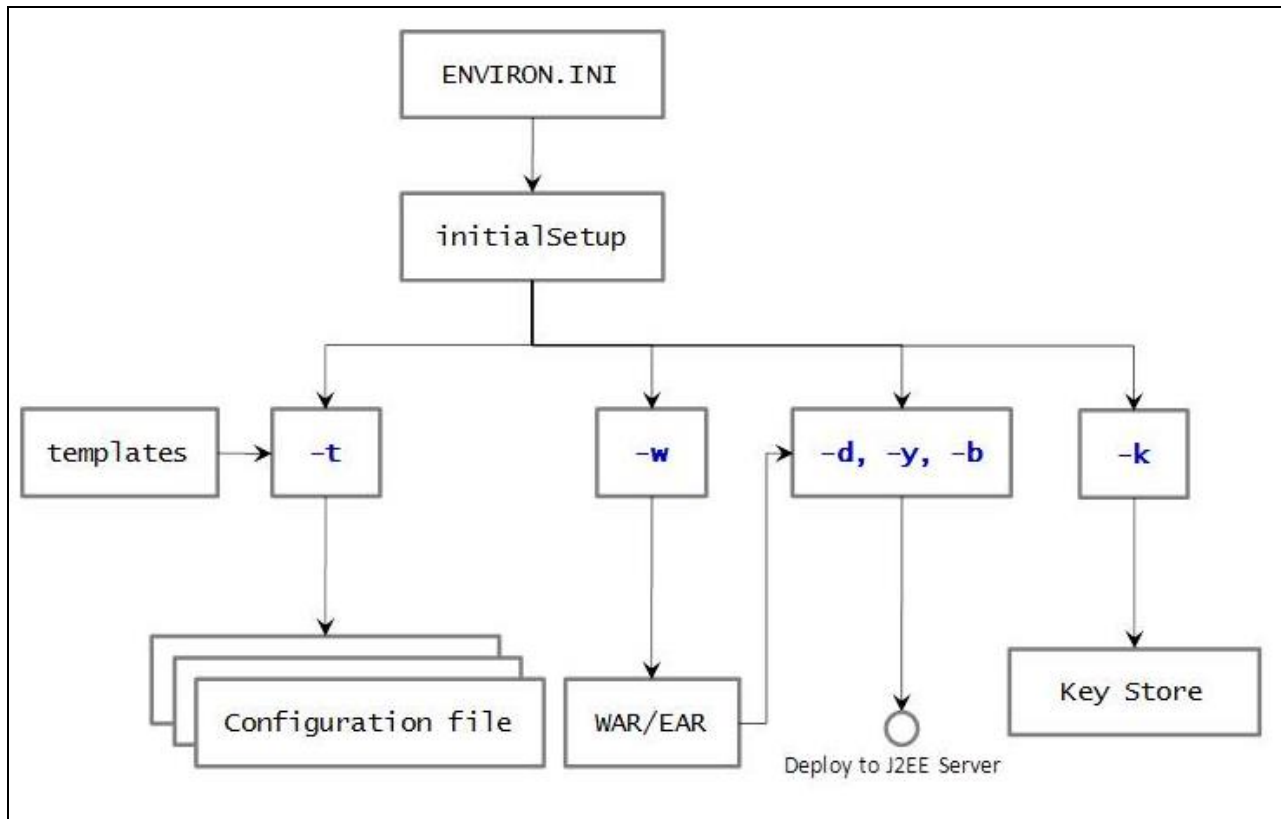 ENVIRON.INI
initialSetup
templates
-t
-w
-d, -y, -b
-k
Configuration file
WAR/EAR
Deploy to J2EE Server
Key Store